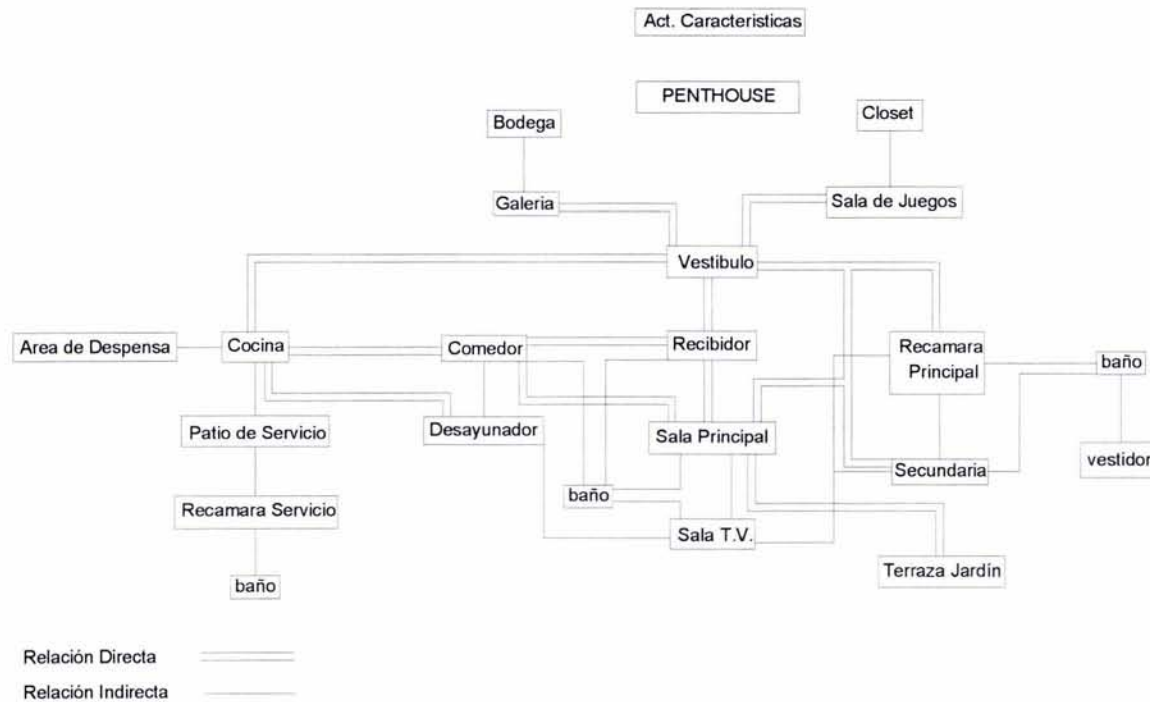 Act. Caracteristicas
PENTHOUSE
Bodega
Closet
Galeria
Sala de Juegos
Vestibulo
Area de Despensa
Cocina
Comedor
Recibidor
Recamara
Principal
baño
Patio de Servicio
Desayunador
Sala Principal
Secundaria
vestidor
Recamara Servicio
baño
Sala T.V.
Terraza Jardín
baño
Relación Directa
Relación Indirecta